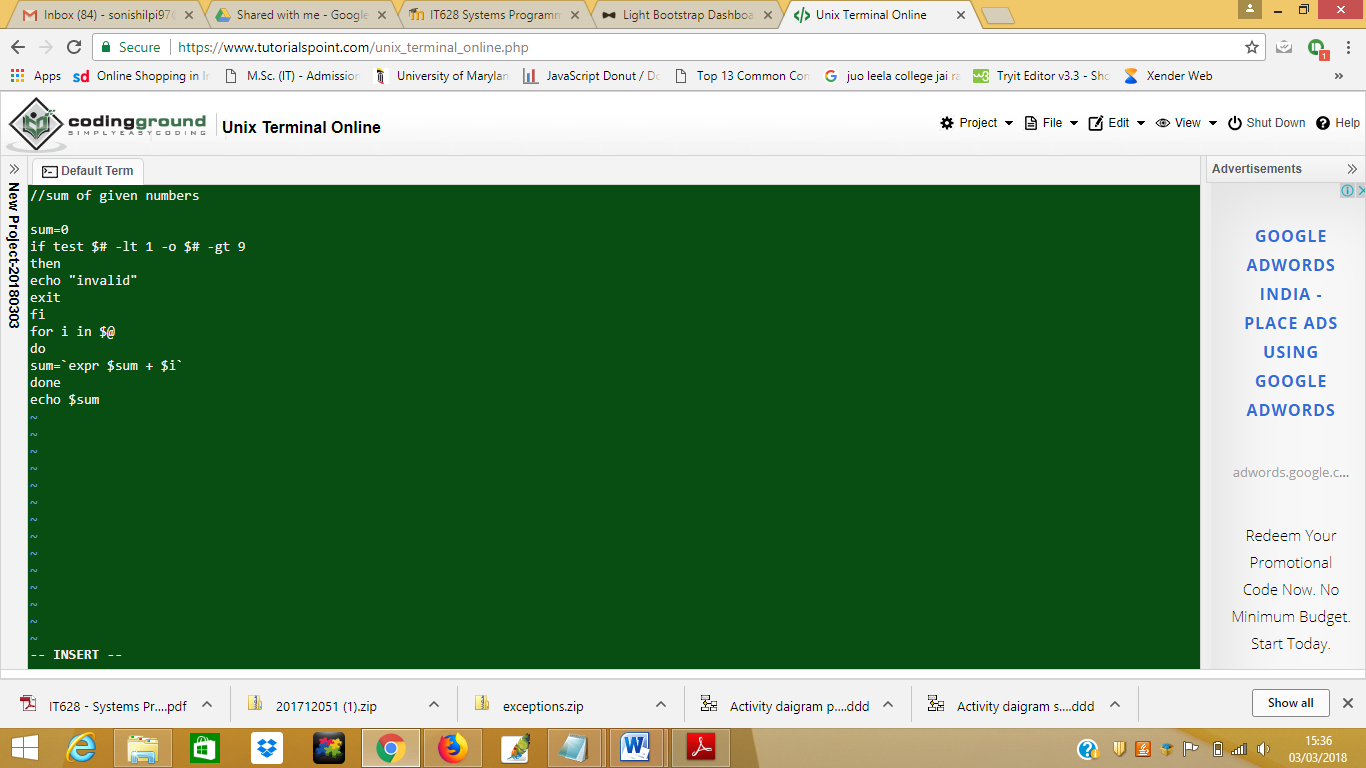 Inbox (84) - sonishilpi97@
Shared with me - Google
IT628 Systems Programm
Light Bootstrap Dashboa
Unix Terminal Online
Secure
https://www.tutorialspoint.com/unix_terminal_online.php
1
Apps
sd Online Shopping in In
M.Sc. (IT) - Admission
University of Marylan
JavaScript Donut / Do
Top 13 Common Con
G juo leela college jai ra
w3 Tryit Editor v3.3 - Sho
Xender Web
codingground
SIMPLYEASYCODING
Unix Terminal Online
Project
File
Edit
View
Shut Down
Help
New Project-20180303
Default Term
Advertisements
//sum of given numbers
sum=0
if test $# -lt 1 -o $# -gt 9
then
echo "invalid"
exit
fi
for i in $@
do
sum=`expr $sum + $i`
done
echo $sum
~
~
~
~
~
~
~
~
~
~
~
~
~
~
-- INSERT --
GOOGLE
ADWORDS
INDIA -
PLACE ADS
USING
GOOGLE
ADWORDS
adwords.google.c...
Redeem Your
Promotional
Code Now. No
Minimum Budget.
Start Today.
IT628 - Systems Pr....pdf
201712051 (1).zip
exceptions.zip
Activity daigram p....ddd
Activity daigram s....ddd
Show all
15:36
03/03/2018